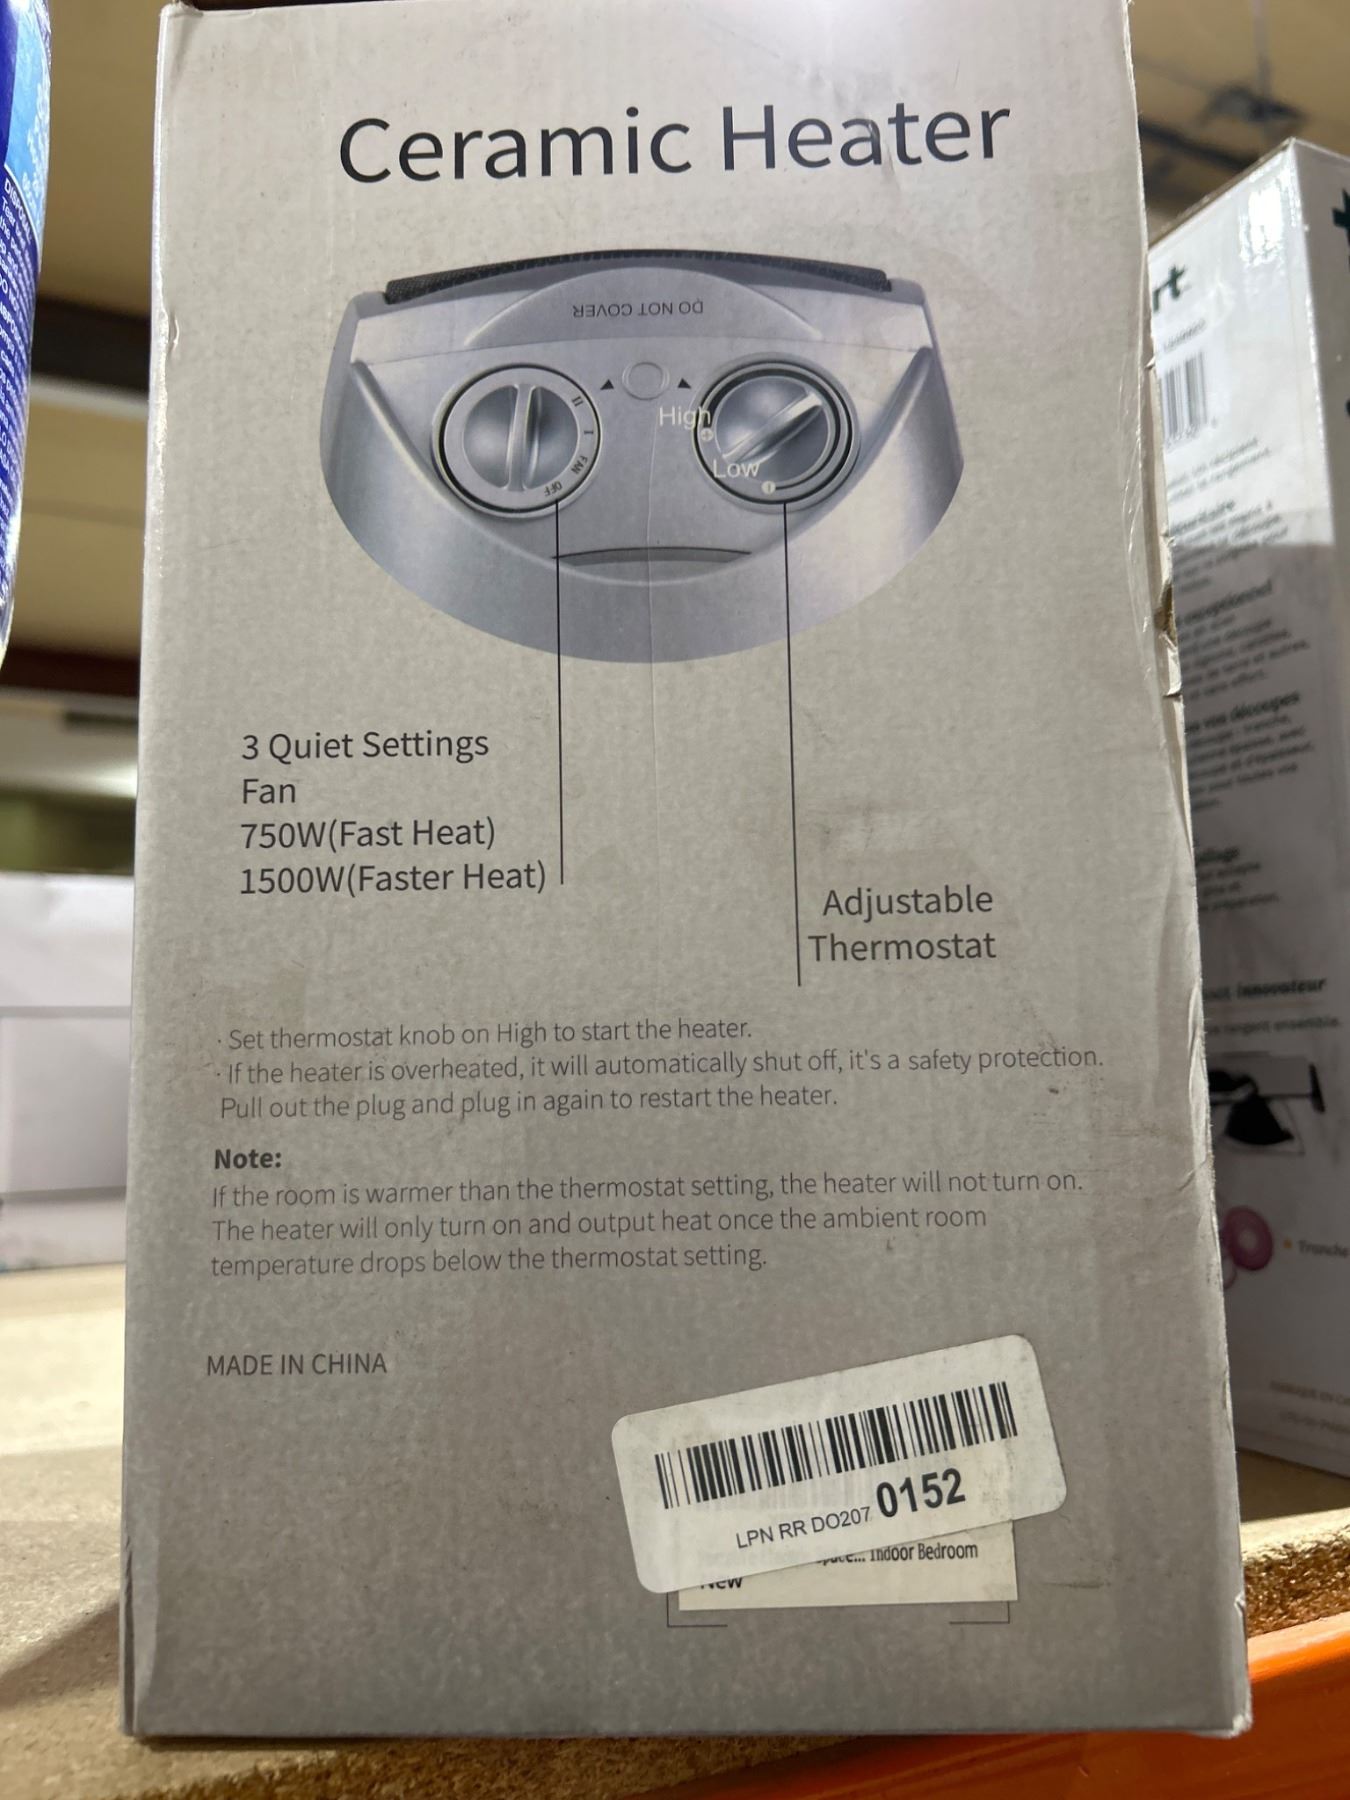 Ceramic Heater
DO NOT COVER
II
I
FAN
OFF
High
Low
3 Quiet Settings
Fan
750W(Fast Heat)
1500W(Faster Heat)
Adjustable
Thermostat
· Set thermostat knob on High to start the heater.
· If the heater is overheated, it will automatically shut off, it's a safety protection.
Pull out the plug and plug in again to restart the heater.
Note:
If the room is warmer than the thermostat setting, the heater will not turn on.
The heater will only turn on and output heat once the ambient room
temperature drops below the thermostat setting.
MADE IN CHINA
LPN RR DO207 0152
Indoor Bedroom
New
rt
innovateur
Tranche